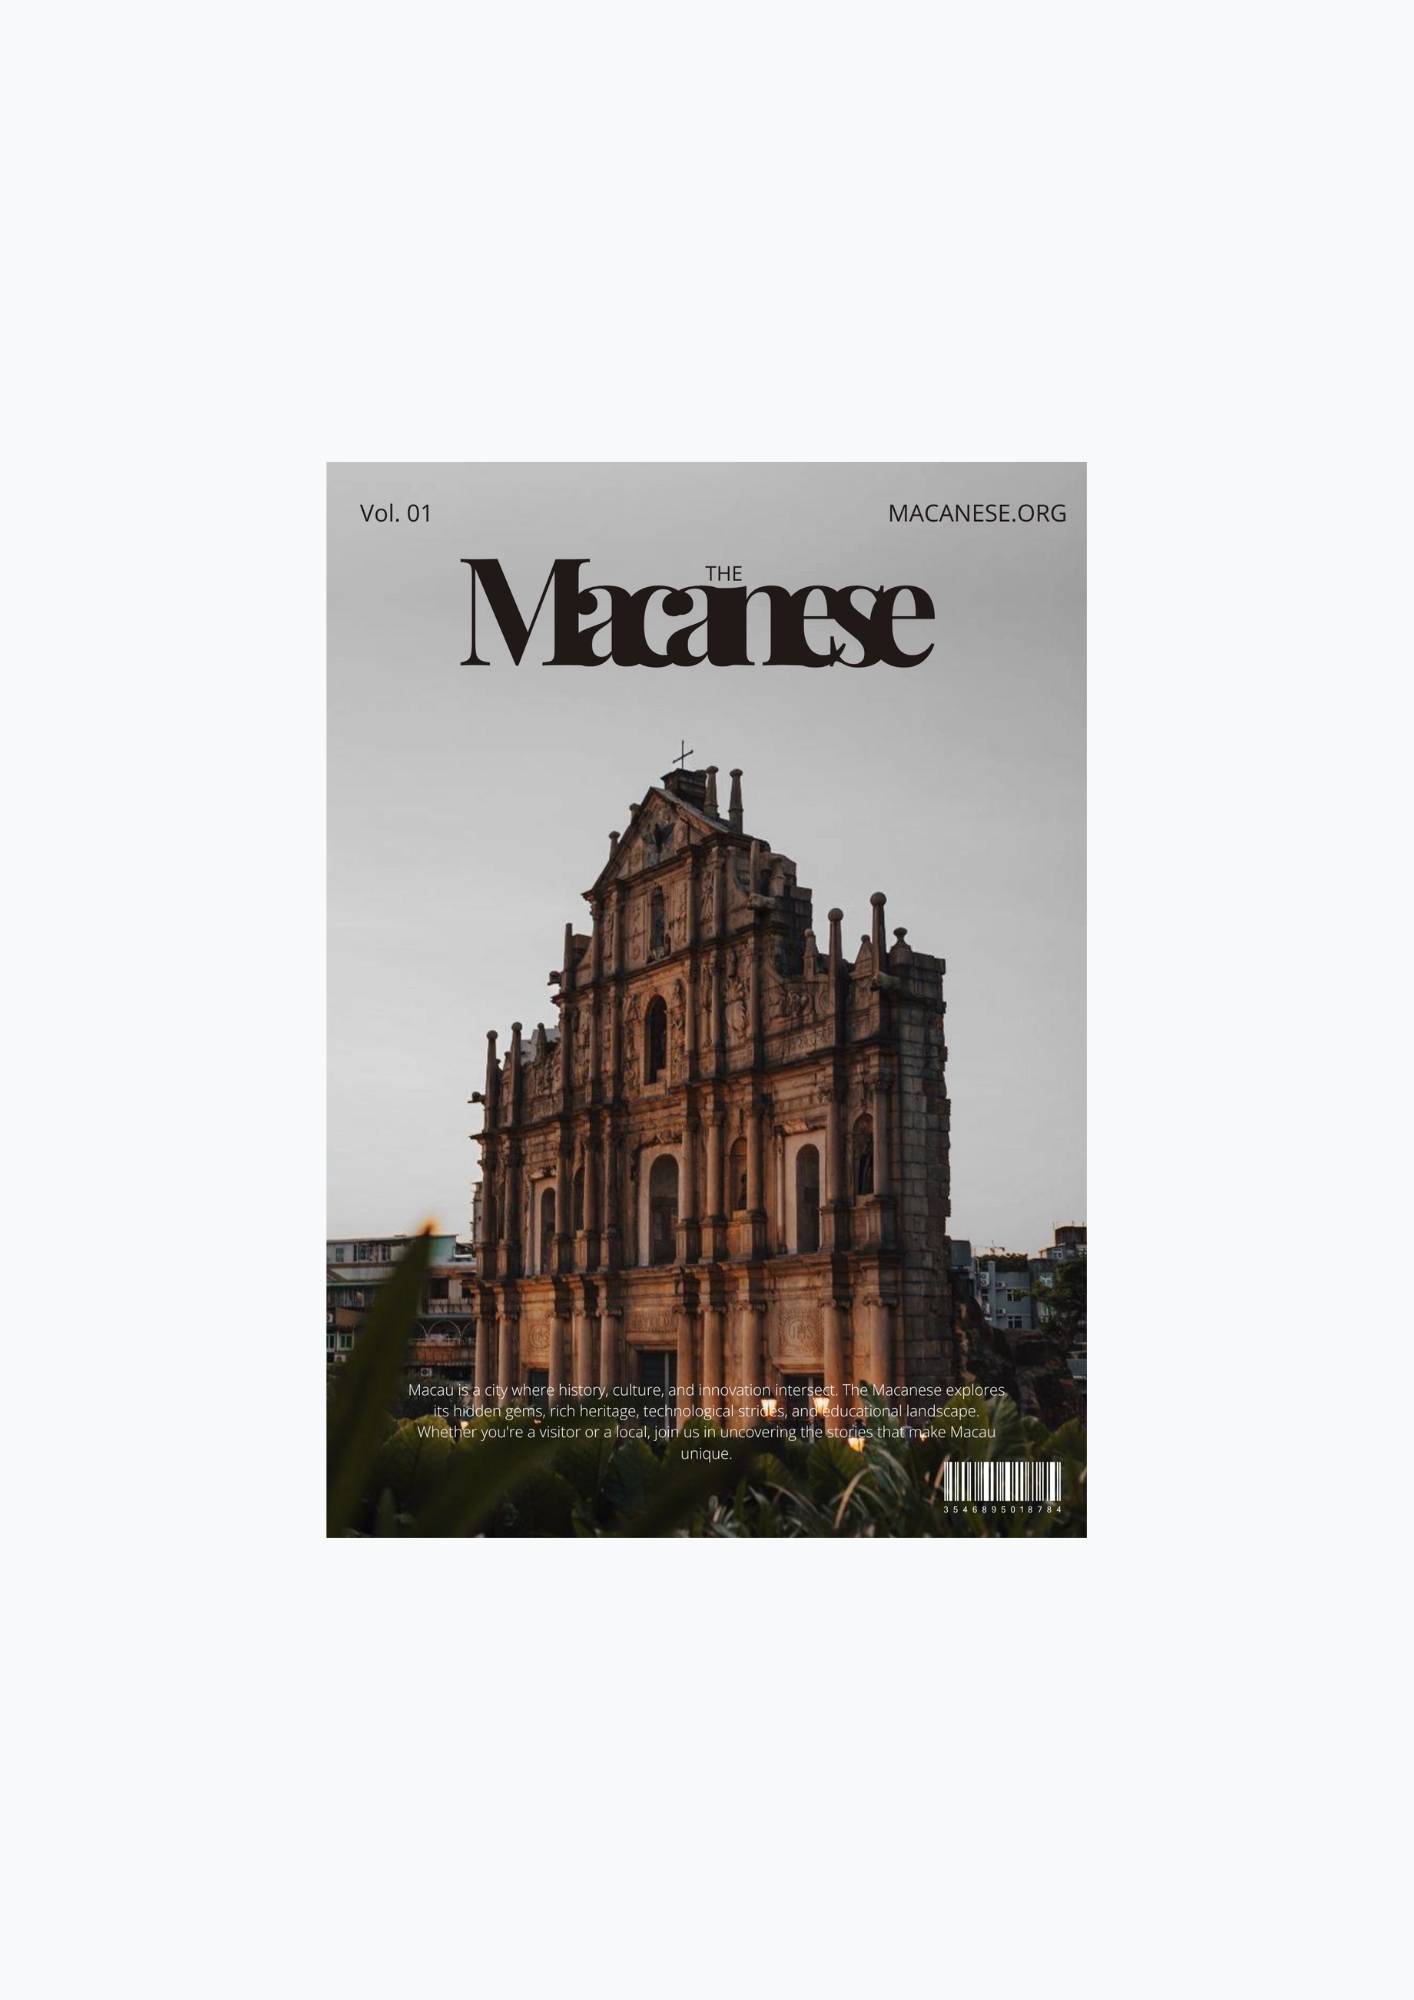 Vol. 01
MACANESE.ORG
THE
Macanese
Macau is a city where history, culture, and innovation intersect. The Macanese explores
its hidden gems, rich heritage, technological strides, and educational landscape.
Whether you're a visitor or a local, join us in uncovering the stories that make Macau
unique.
3546895018784